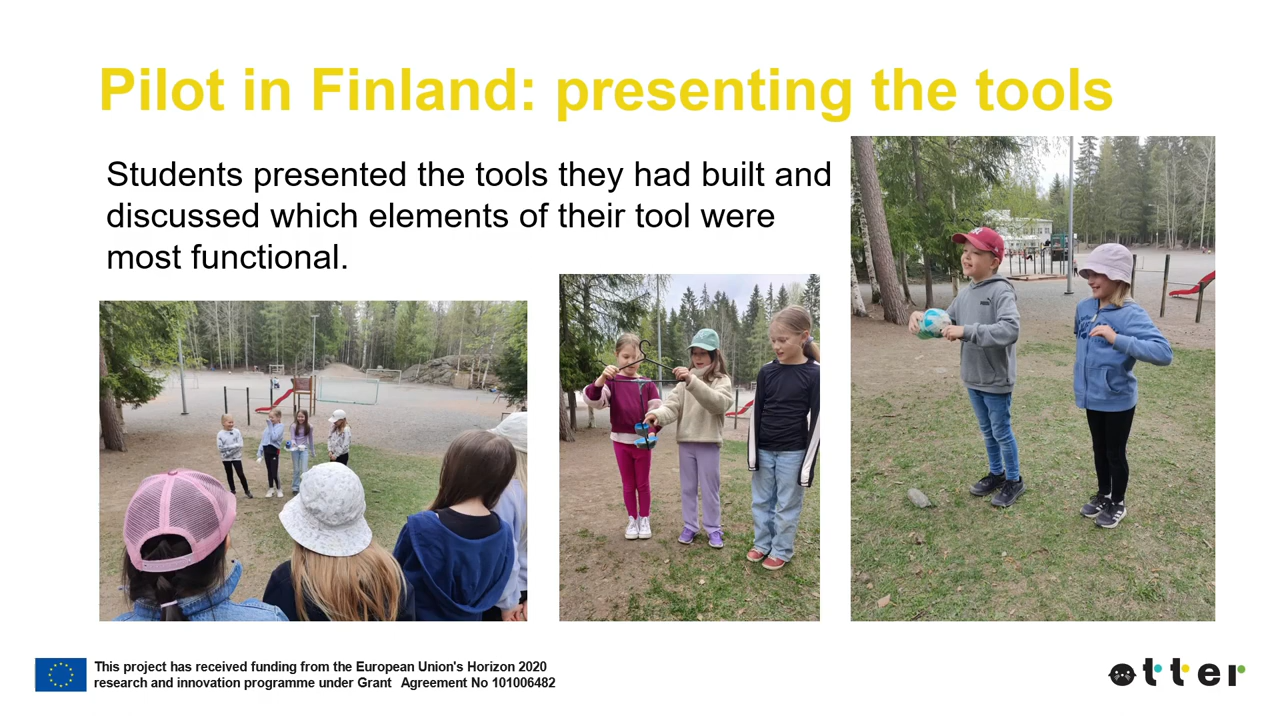 Pilot in Finland: presenting the tools
Students presented the tools they had built and
discussed which elements of their tool were
most functional.
This project has received funding from the European Union's Horizon 2020
research and innovation programme under Grant Agreement No 101006482
otter